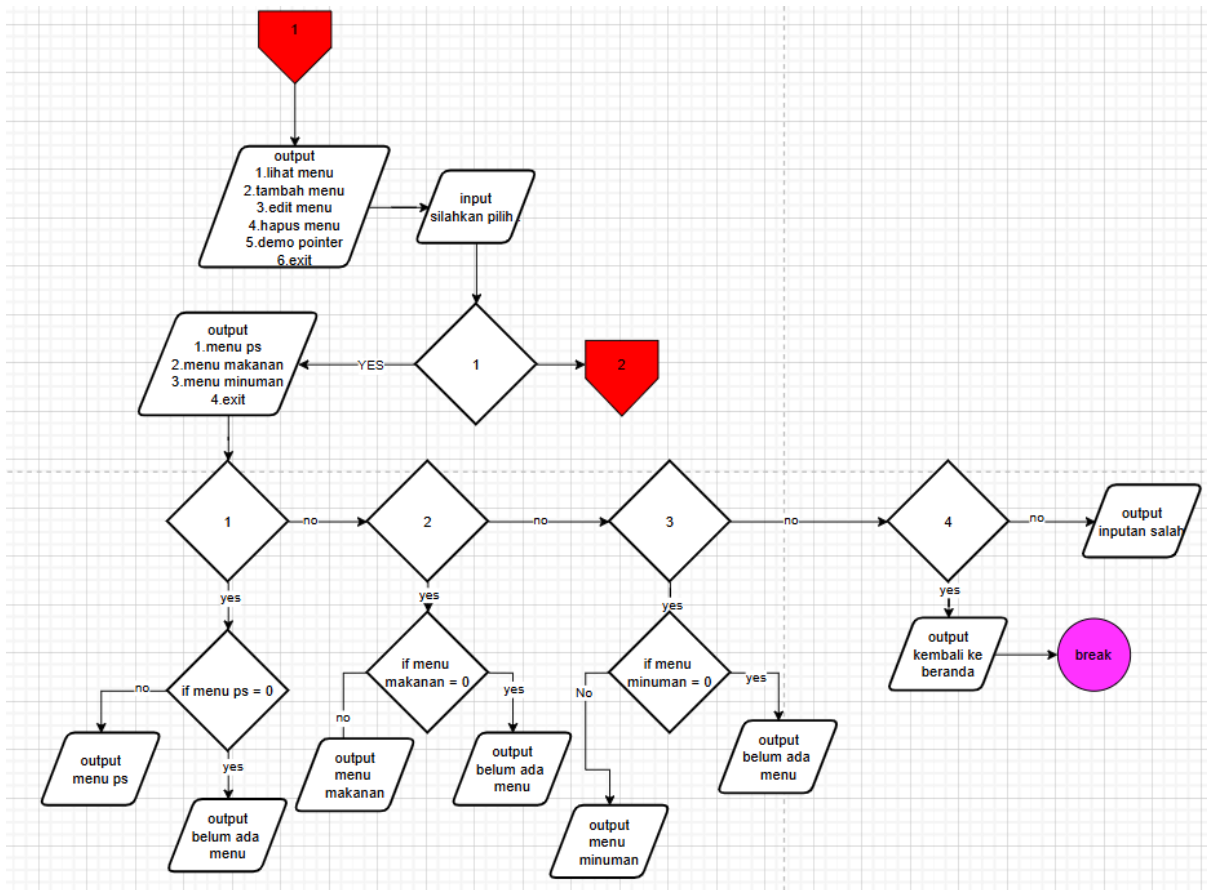 1
output
1.lihat menu
2.tambah menu
3.edit menu
4.hapus menu
5.demo pointer
6.exit
input
silahkan pilih .
output
1.menu ps
2.menu makanan
3.menu minuman
4.exit
YES
1
2
1
no
2
no
3
no
4
no
output
inputan salah
yes
yes
yes
yes
if menu ps = 0
no
output
menu ps
yes
output
belum ada
menu
if menu
makanan = 0
no
output
menu
makanan
yes
output
belum ada
menu
if menu
minuman = 0
No
output
menu
minuman
yes
output
belum ada
menu
output
kembali ke
beranda
break